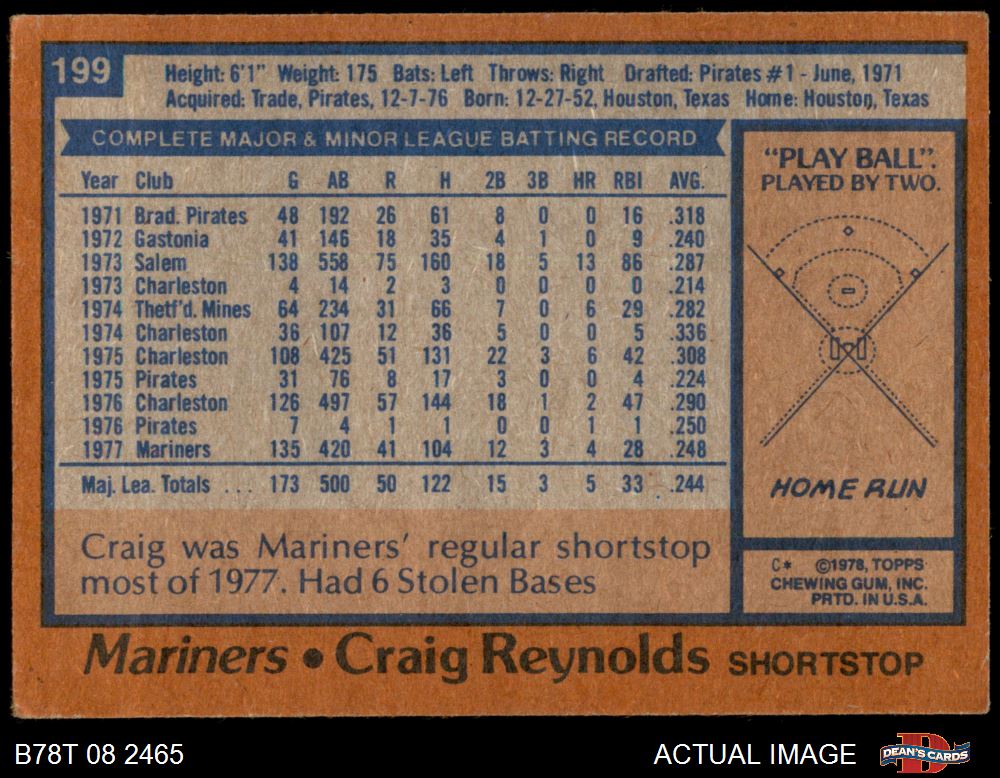 199
Height: 6'1" Weight: 175 Bats: Left Throws: Right Drafted: Pirates #1 - June, 1971
Acquired: Trade, Pirates, 12-7-76 Born: 12-27-52, Houston, Texas Home: Houston, Texas
COMPLETE MAJOR & MINOR LEAGUE BATTING RECORD
Year Club G AB R H 2B 3B HR RBI AVG.
1971 Brad. Pirates 48 192 26 61 8 0 0 16 .318
1972 Gastonia 41 146 18 35 4 1 0 9 .240
1973 Salem 138 558 75 160 18 5 13 86 .287
1973 Charleston 4 14 2 3 0 0 0 0 .214
1974 Thetf'd. Mines 64 234 31 66 7 0 6 29 .282
1974 Charleston 36 107 12 36 5 0 0 5 .336
1975 Charleston 108 425 51 131 22 3 6 42 .308
1975 Pirates 31 76 8 17 3 0 0 4 .224
1976 Charleston 126 497 57 144 18 1 2 47 .290
1976 Pirates 7 4 1 1 0 0 1 1 .250
1977 Mariners 135 420 41 104 12 3 4 28 .248
Maj. Lea. Totals ... 173 500 50 122 15 3 5 33 .244
Craig was Mariners' regular shortstop
most of 1977. Had 6 Stolen Bases
"PLAY BALL".
PLAYED BY TWO.
HOME RUN
C* ©1978, TOPPS
CHEWING GUM, INC.
PRTD. IN U.S.A.
Mariners • Craig Reynolds SHORTSTOP
B78T 08 2465
ACTUAL IMAGE
D
DEAN'S CARDS